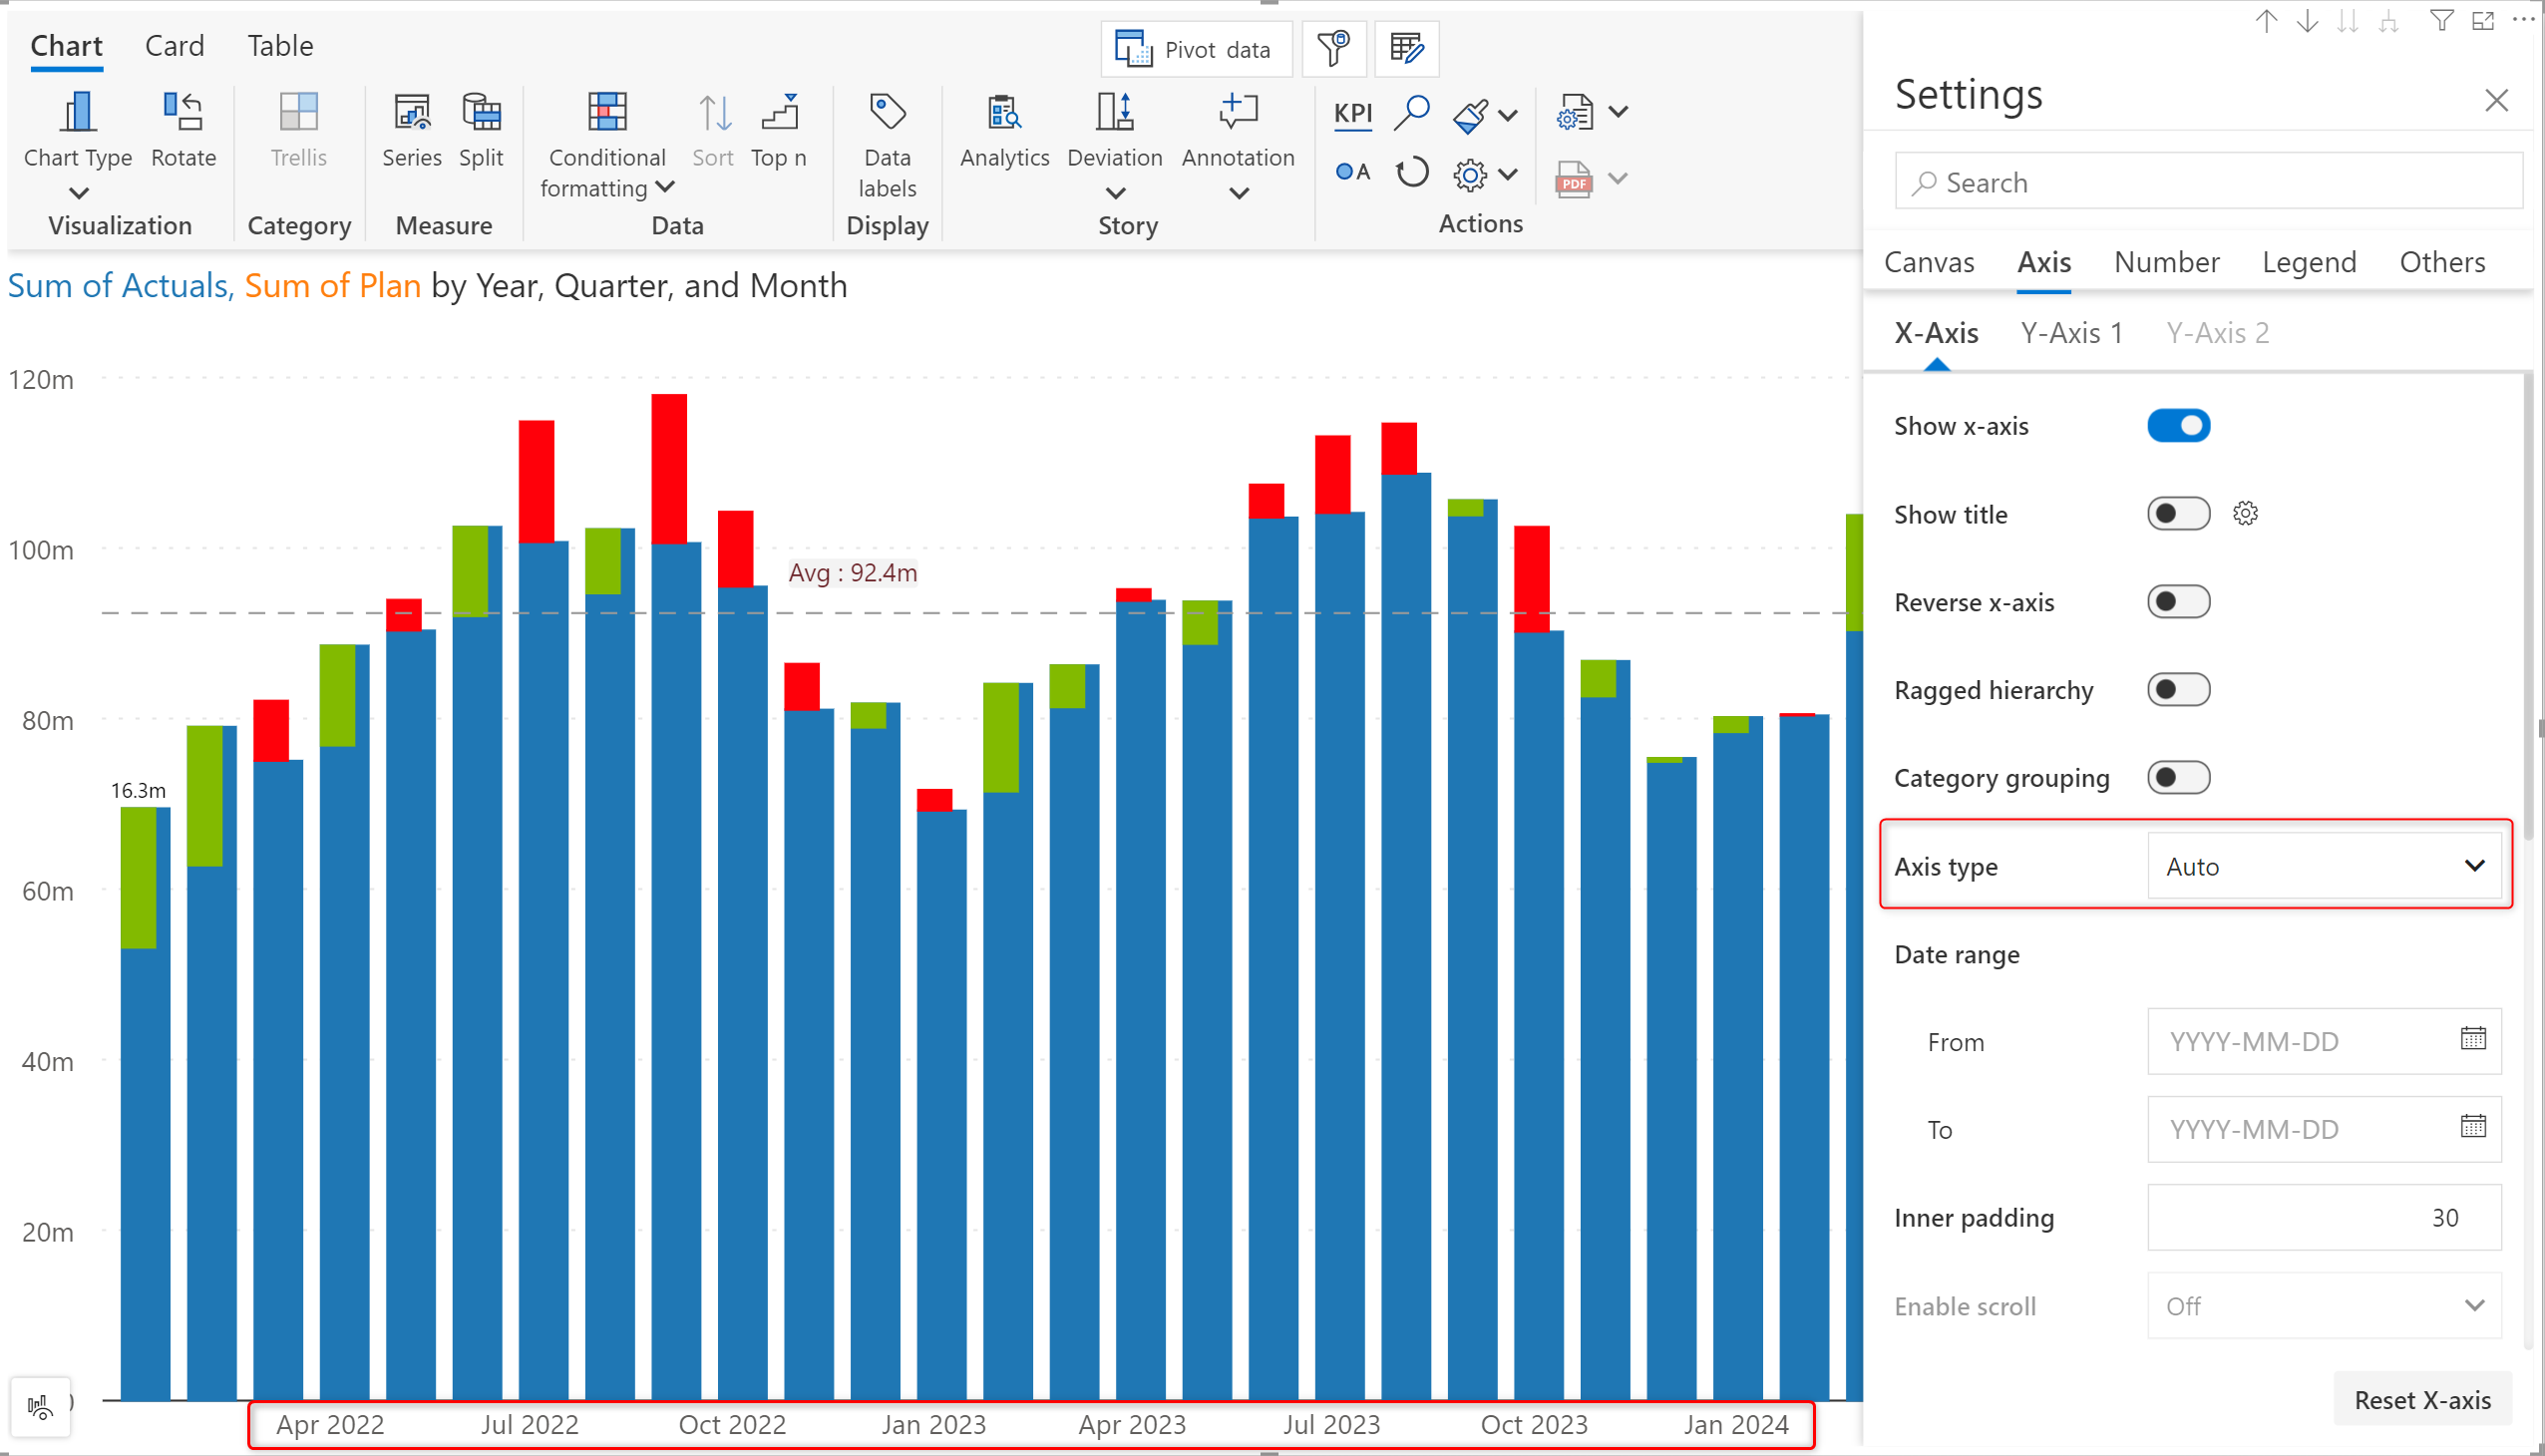 Chart Card Table
Pivot data
Chart Type Rotate Trellis Series Split Conditional formatting Sort Top n Data labels Analytics Deviation Annotation KPI
A
PDF
Visualization Category Measure Data Display Story Actions
Sum of Actuals, Sum of Plan by Year, Quarter, and Month
120m
100m
80m
60m
40m
20m
Avg : 92.4m
16.3m
Apr 2022 Jul 2022 Oct 2022 Jan 2023 Apr 2023 Jul 2023 Oct 2023 Jan 2024
Settings
Search
Canvas Axis Number Legend Others
X-Axis Y-Axis 1 Y-Axis 2
Show x-axis
Show title
Reverse x-axis
Ragged hierarchy
Category grouping
Axis type Auto
Date range
From YYYY-MM-DD
To YYYY-MM-DD
Inner padding 30
Enable scroll Off
Reset X-axis